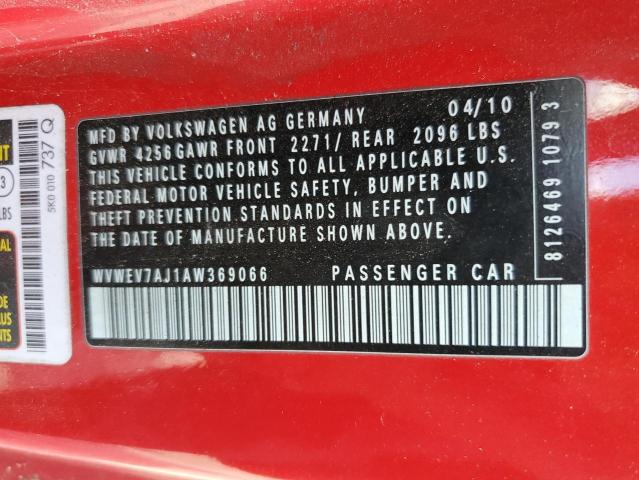 MFD BY VOLKSWAGEN AG GERMANY 04/10
GVWR 4256 GAWR FRONT 2271/ REAR 2096 LBS
THIS VEHICLE CONFORMS TO ALL APPLICABLE U.S.
FEDERAL MOTOR VEHICLE SAFETY, BUMPER AND
THEFT PREVENTION STANDARDS IN EFFECT ON
THE DATE OF MANUFACTURE SHOWN ABOVE.
WVWEV7AJ1AW369066 PASSENGER CAR
8126469 1079 3
5K0 010 737 Q
3
LBS